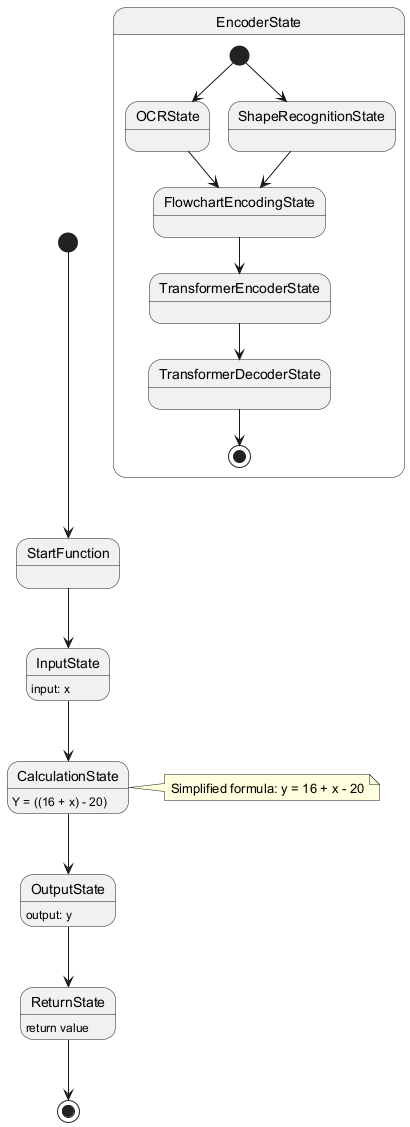 EncoderState
OCRState
ShapeRecognitionState
FlowchartEncodingState
TransformerEncoderState
TransformerDecoderState
StartFunction
InputState
input: x
CalculationState
Y = ((16 + x) - 20)
Simplified formula: y = 16 + x - 20
OutputState
output: y
ReturnState
return value